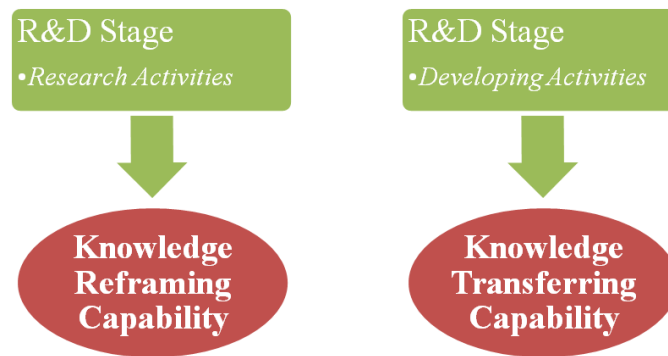 R&D Stage
•Research Activities
Knowledge
Reframing
Capability
R&D Stage
•Developing Activities
Knowledge
Transferring
Capability